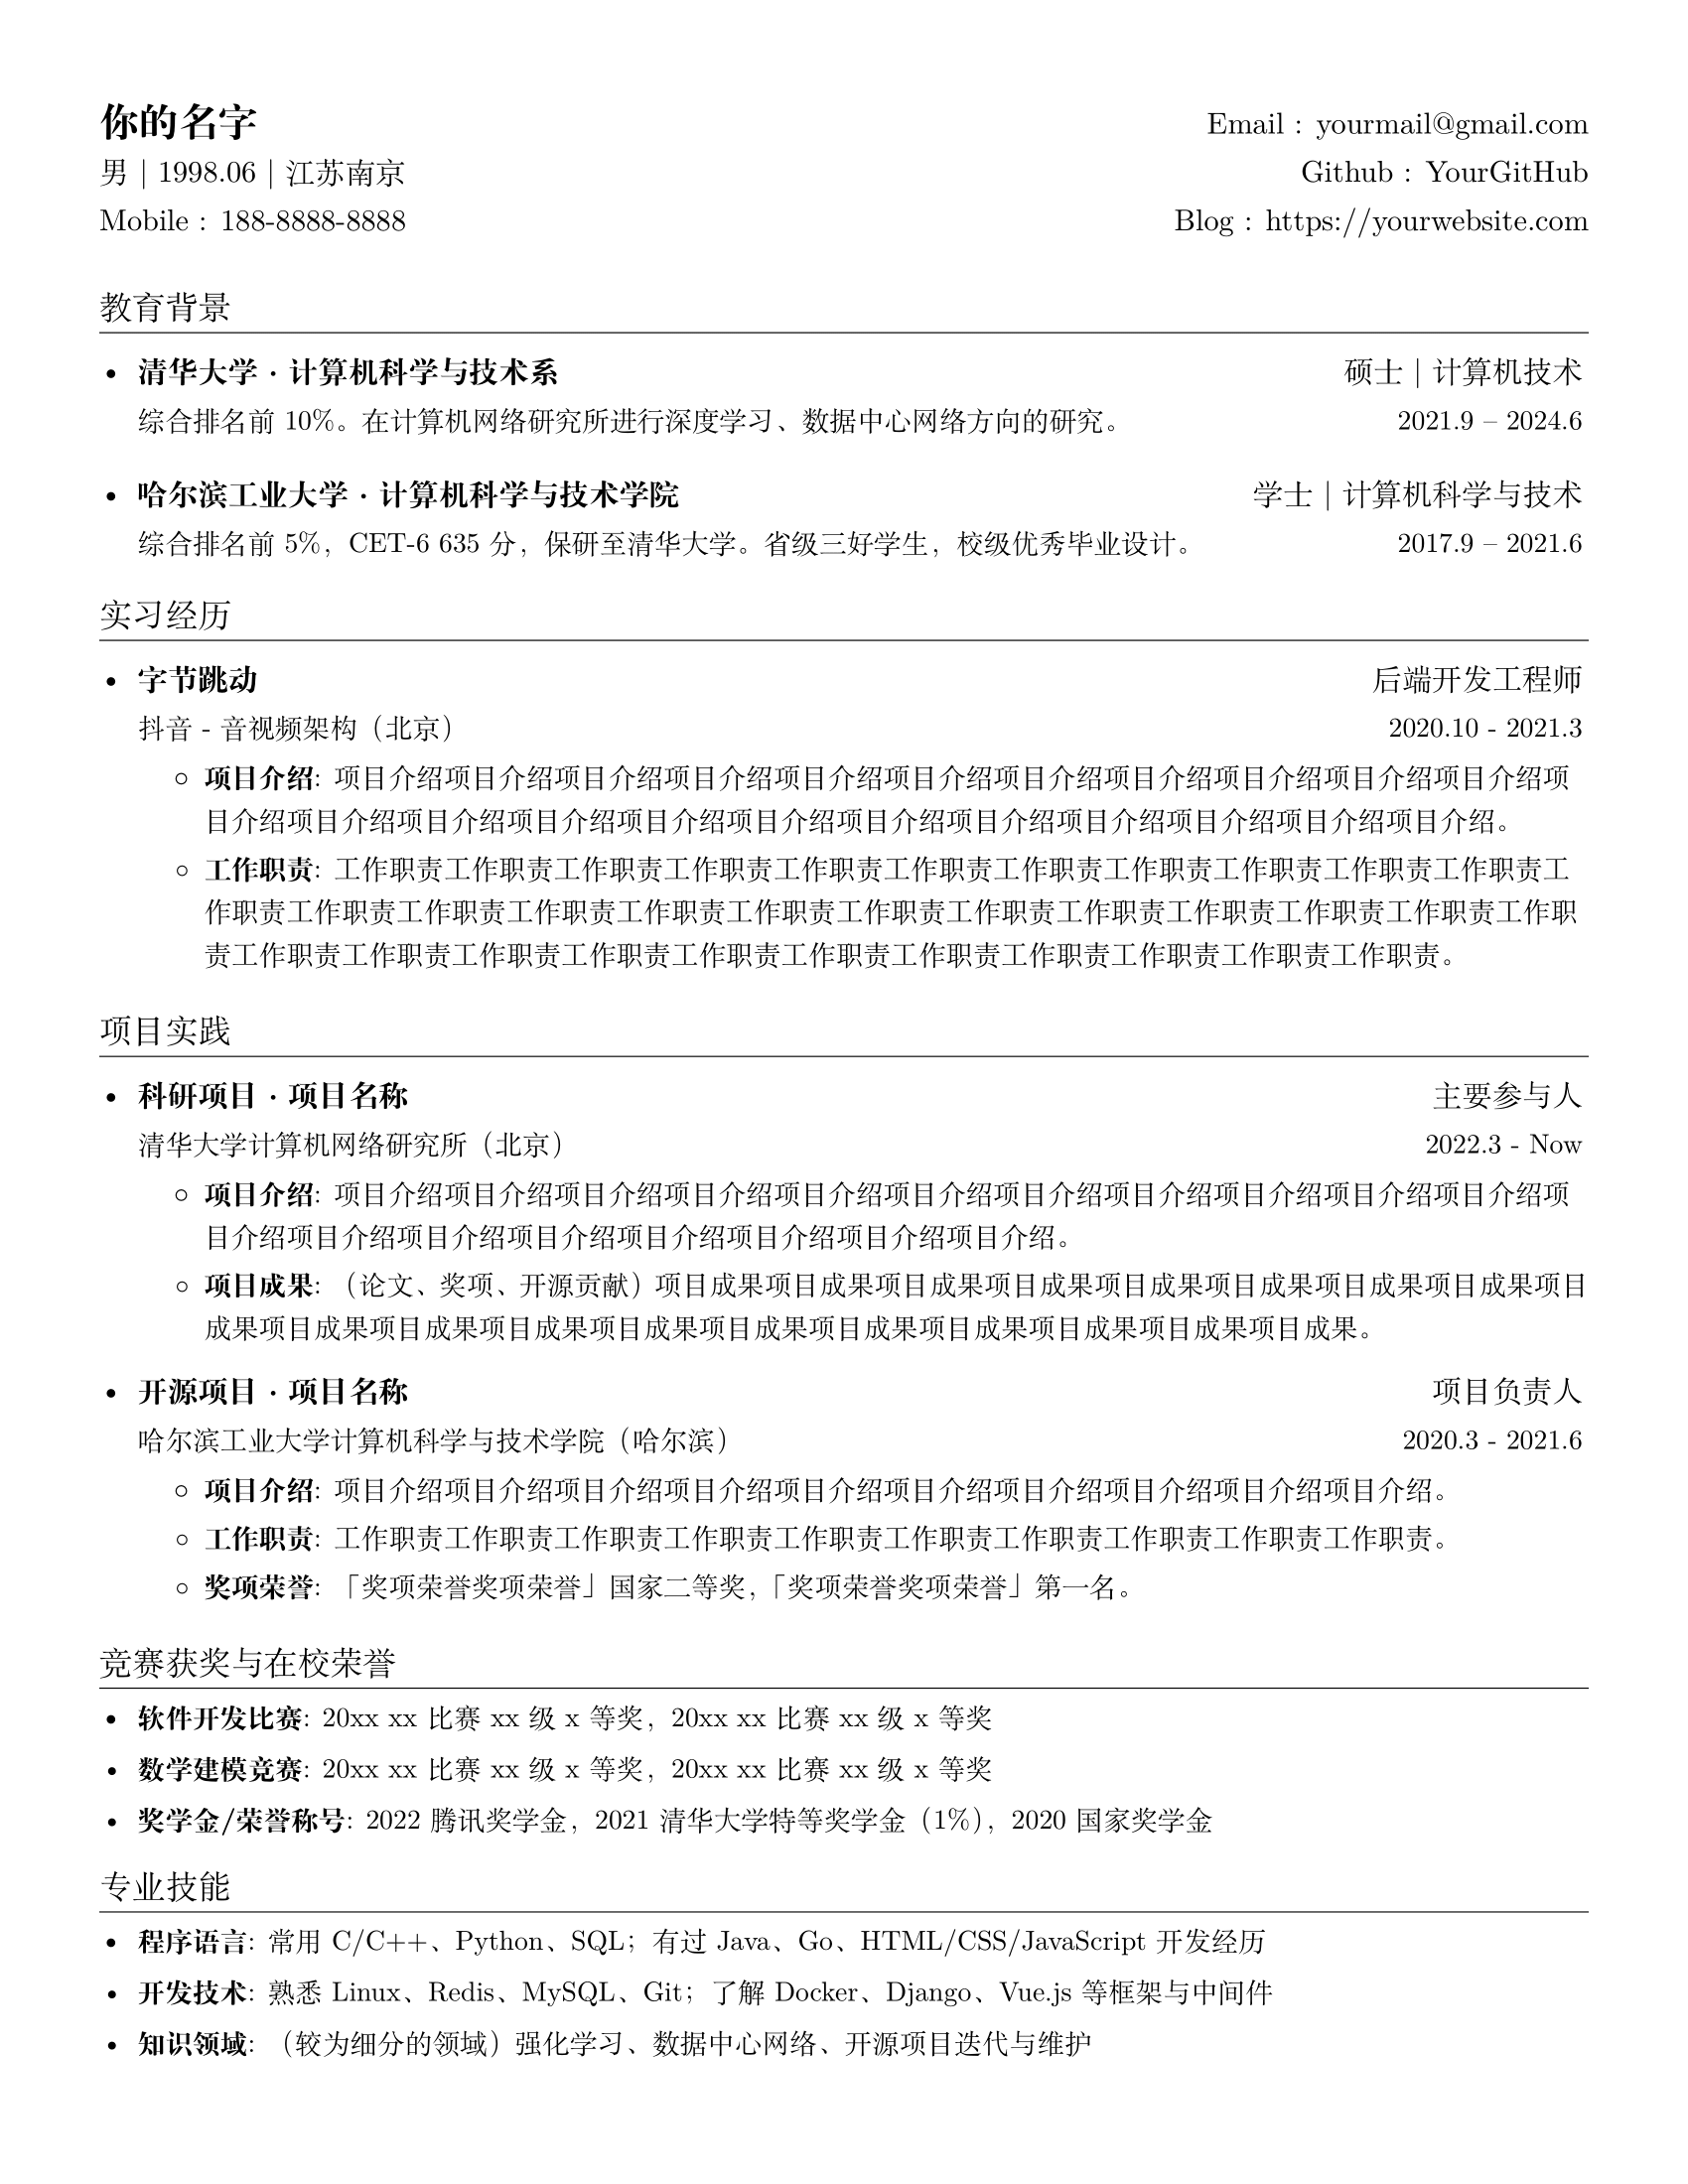 你的名字
Email : yourmail@gmail.com
男 | 1998.06 | 江苏南京
Github : YourGitHub
Mobile : 188-8888-8888
Blog : https://yourwebsite.com
教育背景
• 清华大学 · 计算机科学与技术系 硕士 | 计算机技术
综合排名前 10%。在计算机网络研究所进行深度学习、数据中心网络方向的研究。 2021.9 – 2024.6
• 哈尔滨工业大学 · 计算机科学与技术学院 学士 | 计算机科学与技术
综合排名前 5%，CET-6 635 分，保研至清华大学。省级三好学生，校级优秀毕业设计。 2017.9 – 2021.6
实习经历
• 字节跳动 后端开发工程师
抖音 - 音视频架构（北京） 2020.10 - 2021.3
◦ 项目介绍: 项目介绍项目介绍项目介绍项目介绍项目介绍项目介绍项目介绍项目介绍项目介绍项目介绍项目介绍项
目介绍项目介绍项目介绍项目介绍项目介绍项目介绍项目介绍项目介绍项目介绍项目介绍项目介绍项目介绍。
◦ 工作职责: 工作职责工作职责工作职责工作职责工作职责工作职责工作职责工作职责工作职责工作职责工作职责工
作职责工作职责工作职责工作职责工作职责工作职责工作职责工作职责工作职责工作职责工作职责工作职责工作职
责工作职责工作职责工作职责工作职责工作职责工作职责工作职责工作职责工作职责工作职责工作职责。
项目实践
• 科研项目 · 项目名称 主要参与人
清华大学计算机网络研究所（北京） 2022.3 - Now
◦ 项目介绍: 项目介绍项目介绍项目介绍项目介绍项目介绍项目介绍项目介绍项目介绍项目介绍项目介绍项目介绍项
目介绍项目介绍项目介绍项目介绍项目介绍项目介绍项目介绍项目介绍。
◦ 项目成果: （论文、奖项、开源贡献）项目成果项目成果项目成果项目成果项目成果项目成果项目成果项目成果项目
成果项目成果项目成果项目成果项目成果项目成果项目成果项目成果项目成果项目成果项目成果。
• 开源项目 · 项目名称 项目负责人
哈尔滨工业大学计算机科学与技术学院（哈尔滨） 2020.3 - 2021.6
◦ 项目介绍: 项目介绍项目介绍项目介绍项目介绍项目介绍项目介绍项目介绍项目介绍项目介绍项目介绍。
◦ 工作职责: 工作职责工作职责工作职责工作职责工作职责工作职责工作职责工作职责工作职责工作职责。
◦ 奖项荣誉: 「奖项荣誉奖项荣誉」国家二等奖，「奖项荣誉奖项荣誉」第一名。
竞赛获奖与在校荣誉
• 软件开发比赛: 20xx xx 比赛 xx 级 x 等奖，20xx xx 比赛 xx 级 x 等奖
• 数学建模竞赛: 20xx xx 比赛 xx 级 x 等奖，20xx xx 比赛 xx 级 x 等奖
• 奖学金/荣誉称号: 2022 腾讯奖学金，2021 清华大学特等奖学金（1%），2020 国家奖学金
专业技能
• 程序语言: 常用 C/C++、Python、SQL；有过 Java、Go、HTML/CSS/JavaScript 开发经历
• 开发技术: 熟悉 Linux、Redis、MySQL、Git；了解 Docker、Django、Vue.js 等框架与中间件
• 知识领域: （较为细分的领域）强化学习、数据中心网络、开源项目迭代与维护